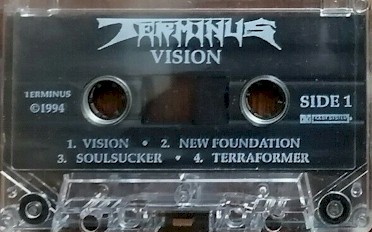 TERMINUS
VISION
TERMINUS
©1994
SIDE 1
1. VISION • 2. NEW FOUNDATION
3. SOULSUCKER • 4. TERRAFORMER